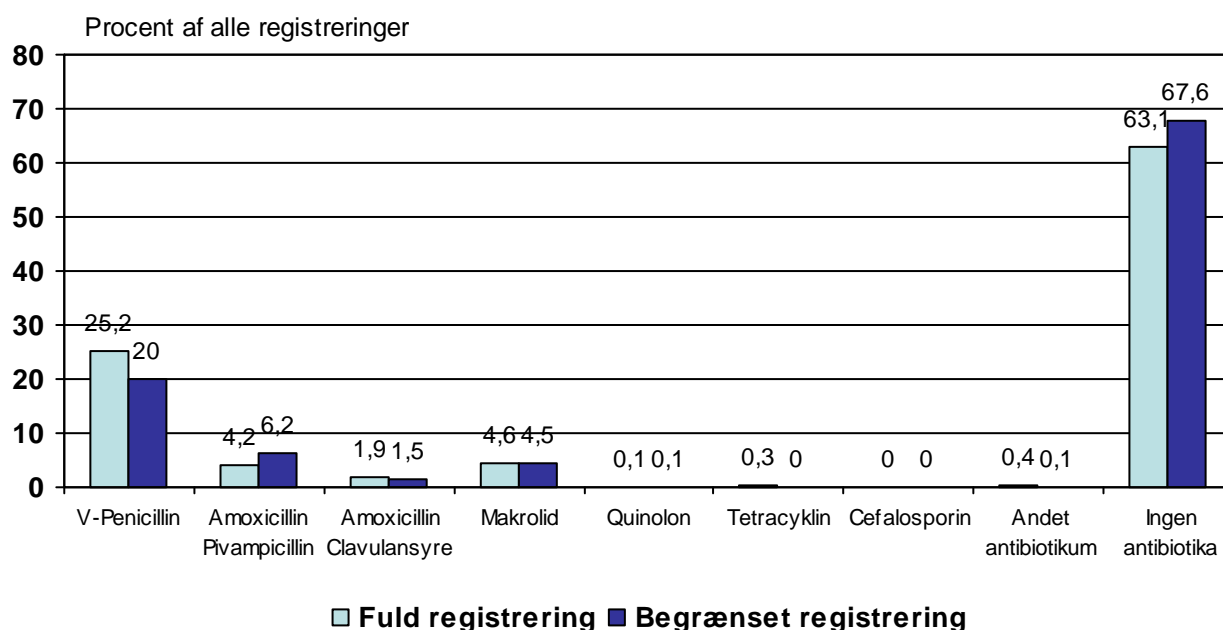 Procent af alle registreringer
80
70
60
50
40
30
20
10
0
25,2
20
4,2
6,2
1,9
1,5
4,6
4,5
0,1
0,1
0,3
0
0
0
0,4
0,1
63,1
67,6
V-Penicillin
Amoxicillin
Pivampicillin
Amoxicillin
Clavulansyre
Makrolid
Quinolon
Tetracyklin
Cefalosporin
Andet
antibiotikum
Ingen
antibiotika
Fuld registrering Begrænset registrering